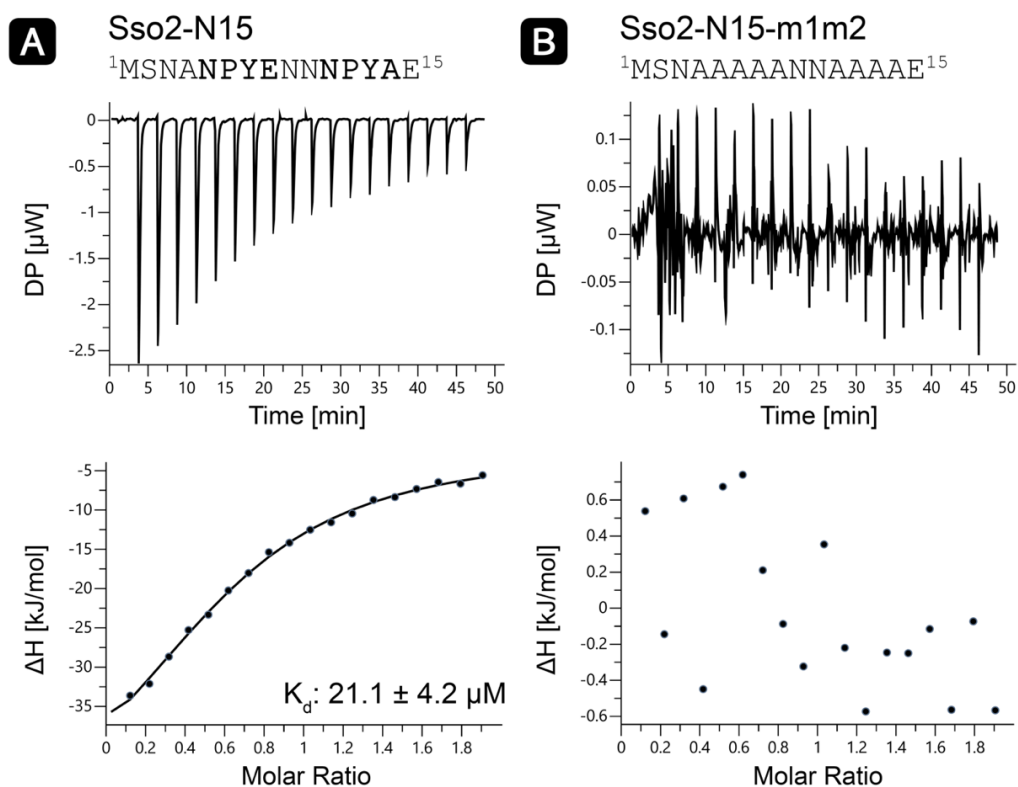 A
Sso2-N15
1MSNANPYENNNPYAE15
0
-0.5
-1
-1.5
-2
-2.5
DP [µW]
0 5 10 15 20 25 30 35 40 45 50
Time [min]
-5
-10
-15
-20
-25
-30
-35
ΔH [kJ/mol]
Kd: 21.1 ± 4.2 µM
0 0.2 0.4 0.6 0.8 1 1.2 1.4 1.6 1.8
Molar Ratio
B
Sso2-N15-m1m2
1MSNAAAAANNAAAAE15
0.1
0.05
0
-0.05
-0.1
DP [µW]
0 5 10 15 20 25 30 35 40 45 50
Time [min]
0.6
0.4
0.2
0
-0.2
-0.4
-0.6
ΔH [kJ/mol]
0 0.2 0.4 0.6 0.8 1 1.2 1.4 1.6 1.8
Molar Ratio